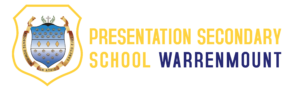 PRESENTATION SECONDARY
SCHOOL WARRENMOUNT